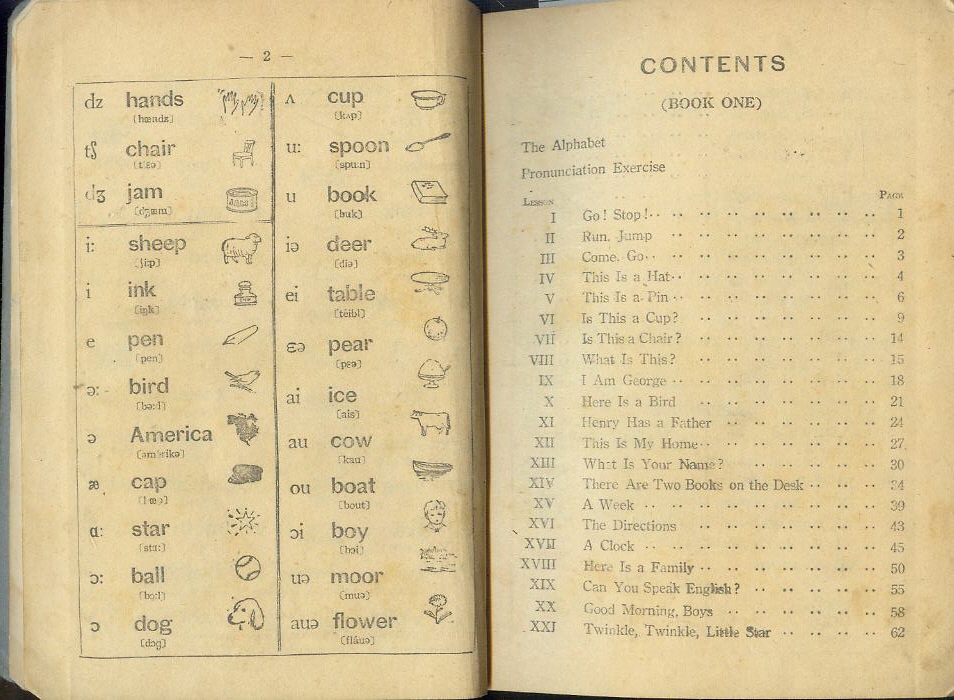 — 2 —
dz hands
[hændz]
tʃ chair
[tʃɛə]
dʒ jam
[dʒæm]
i: sheep
[ʃi:p]
i ink
[iŋk]
e pen
[pen]
ə: bird
[bə:d]
ə America
[əmérikə]
æ cap
[kæp]
ɑ: star
[stɑ:]
ɔ: ball
[bɔ:l]
ɔ dog
[dɔg]
ʌ cup
[kʌp]
u: spoon
[spu:n]
u book
[buk]
iə deer
[diə]
ei table
[téibl]
ɛə pear
[pɛə]
ai ice
[ais]
au cow
[kau]
ou boat
[bout]
ɔi boy
[bɔi]
uə moor
[muə]
auə flower
[fláuə]
CONTENTS
(BOOK ONE)
The Alphabet
Pronunciation Exercise
LESSON PAGE
I Go! Stop! 1
II Run. Jump 2
III Come. Go 3
IV This Is a Hat 4
V This Is a Pin 6
VI Is This a Cup? 9
VII Is This a Chair? 14
VIII What Is This? 15
IX I Am George 18
X Here Is a Bird 21
XI Henry Has a Father 24
XII This Is My Home 27
XIII What Is Your Name? 30
XIV There Are Two Books on the Desk 34
XV A Week 39
XVI The Directions 43
XVII A Clock 45
XVIII Here Is a Family 50
XIX Can You Speak English? 55
XX Good Morning, Boys 58
XXI Twinkle, Twinkle, Little Star 62